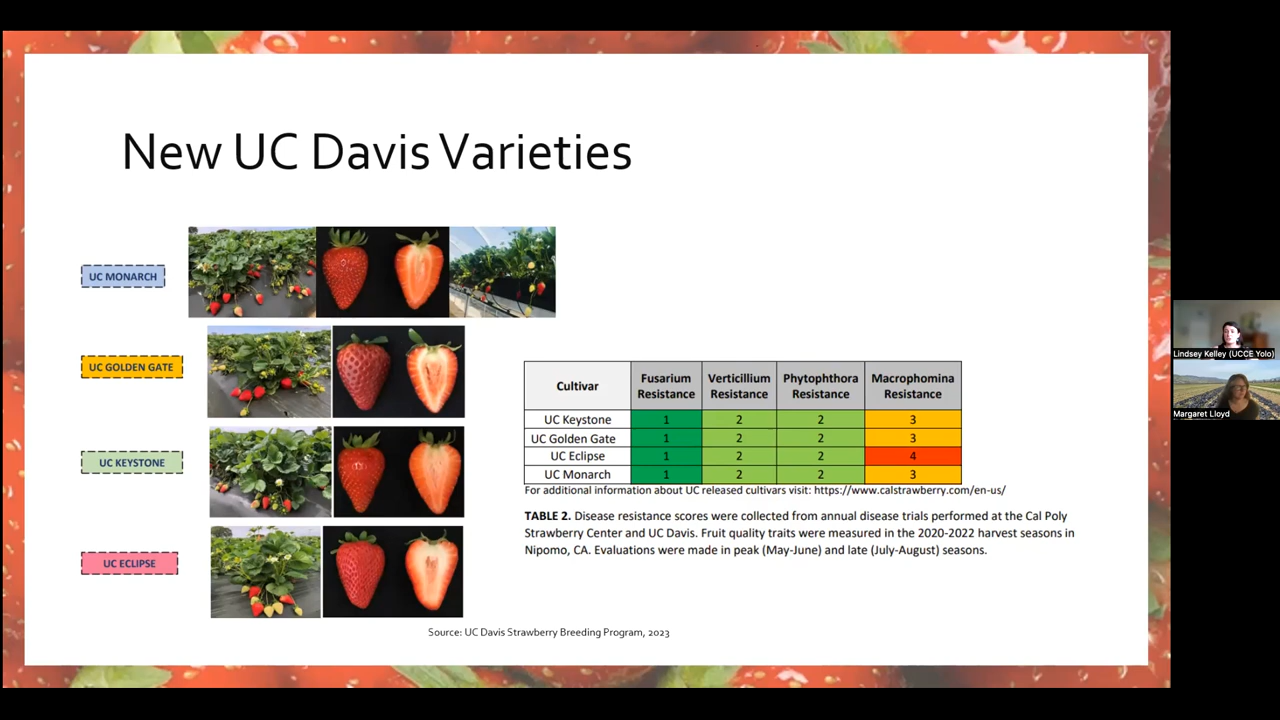 New UC Davis Varieties
UC MONARCH
UC GOLDEN GATE
UC KEYSTONE
UC ECLIPSE
Cultivar Fusarium Resistance Verticillium Resistance Phytophthora Resistance Macrophomina Resistance
UC Keystone 1 2 2 3
UC Golden Gate 1 2 2 3
UC Eclipse 1 2 2 4
UC Monarch 1 2 2 3
For additional information about UC released cultivars visit: https://www.calstrawberry.com/en-us/
TABLE 2. Disease resistance scores were collected from annual disease trials performed at the Cal Poly
Strawberry Center and UC Davis. Fruit quality traits were measured in the 2020-2022 harvest seasons in
Nipomo, CA. Evaluations were made in peak (May-June) and late (July-August) seasons.
Source: UC Davis Strawberry Breeding Program, 2023
Lindsey Kelley (UCCE Yolo)
Margaret Lloyd